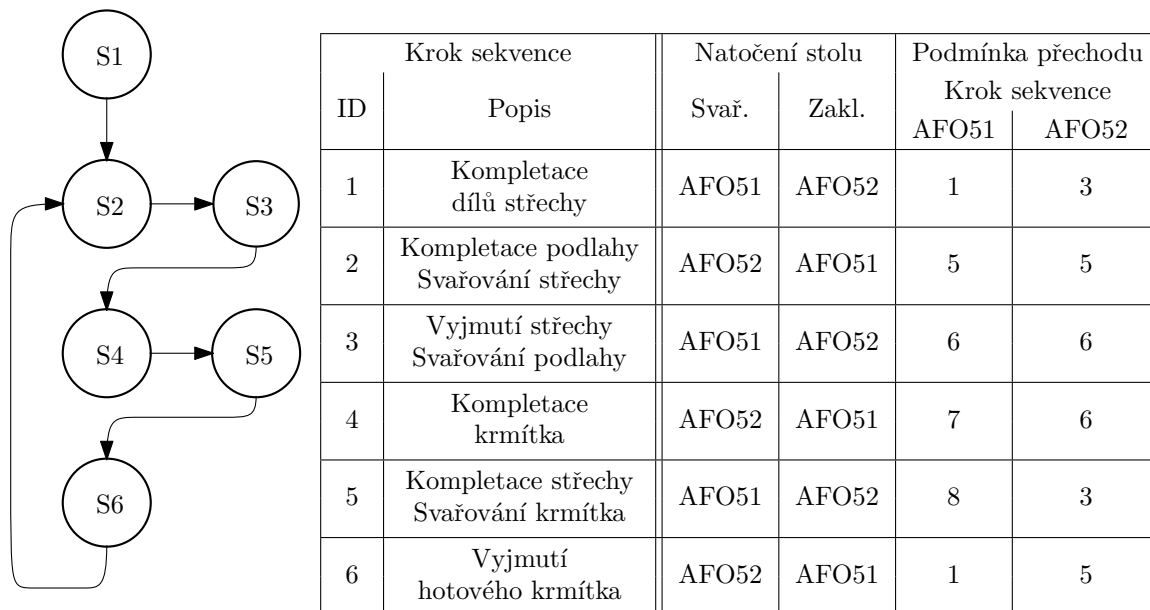 S1
S2
S3
S4
S5
S6
Krok sekvence Natočení stolu Podmínka přechodu
ID Popis Svař. Zakl. Krok sekvence
AFO51 AFO52
Kompletace
1 AFO51 AFO52 1 3
dílů střechy
Kompletace podlahy
2 AFO52 AFO51 5 5
Svařování střechy
Vyjmutí střechy
3 AFO51 AFO52 6 6
Svařování podlahy
Kompletace
4 AFO52 AFO51 7 6
krmítka
Kompletace střechy
5 AFO51 AFO52 8 3
Svařování krmítka
Vyjmutí
6 AFO52 AFO51 1 5
hotového krmítka